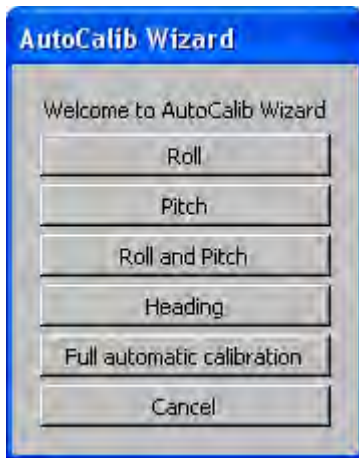 AutoCalib Wizard
Welcome to AutoCalib Wizard
Roll
Pitch
Roll and Pitch
Heading
Full automatic calibration
Cancel